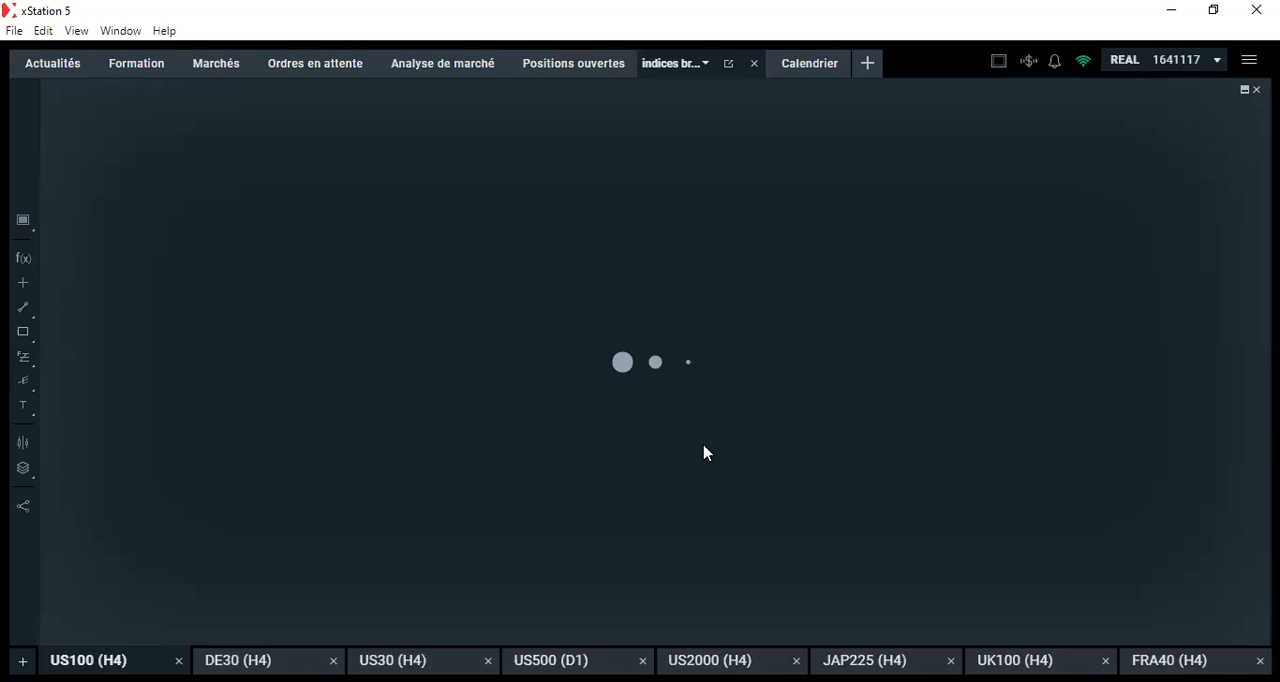 xStation 5
File Edit View Window Help
Actualités Formation Marchés Ordres en attente Analyse de marché Positions ouvertes indices br... Calendrier REAL 1641117
f(x)
T
US100 (H4) DE30 (H4) US30 (H4) US500 (D1) US2000 (H4) JAP225 (H4) UK100 (H4) FRA40 (H4)